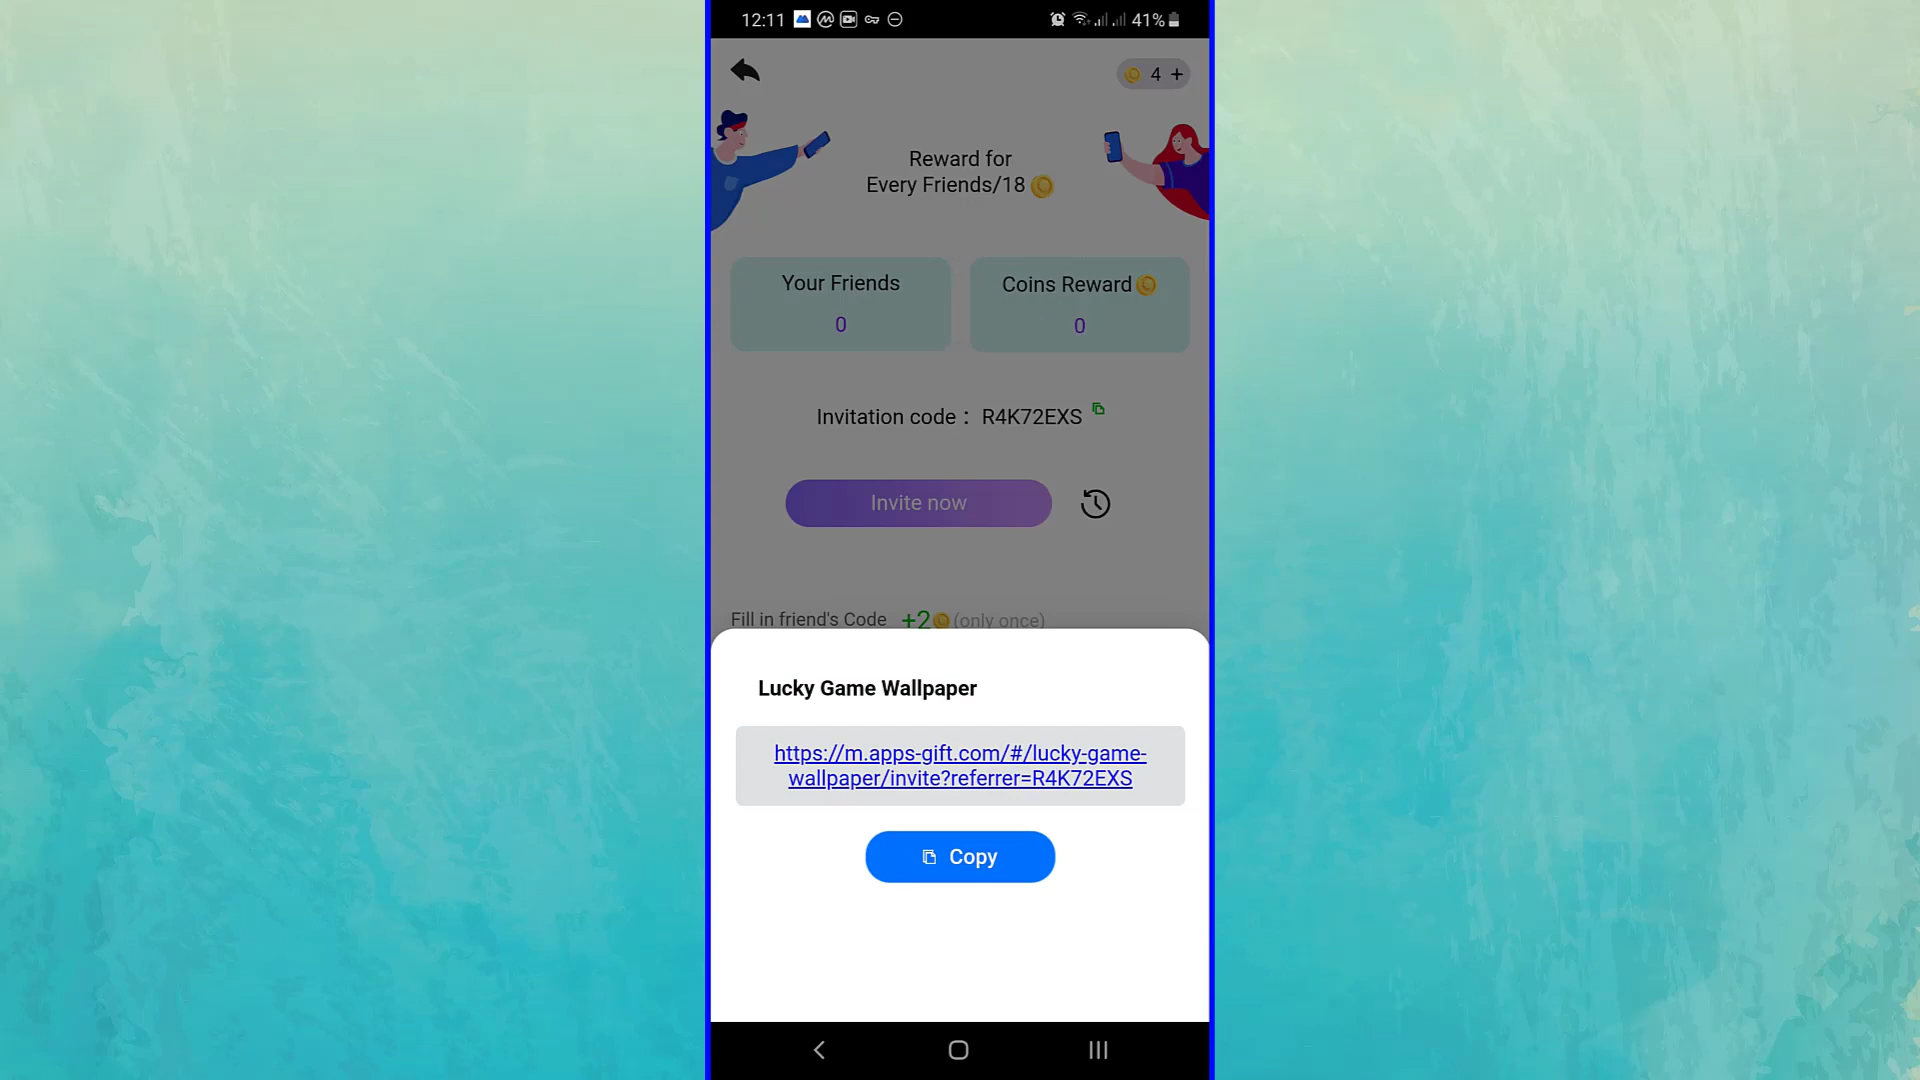 12:11
41%
4 +
Reward for
Every Friends/18
Your Friends
0
Coins Reward
0
Invitation code : R4K72EXS
Invite now
Fill in friend's Code +2 (only once)
Lucky Game Wallpaper
https://m.apps-gift.com/#/lucky-game-
wallpaper/invite?referrer=R4K72EXS
Copy